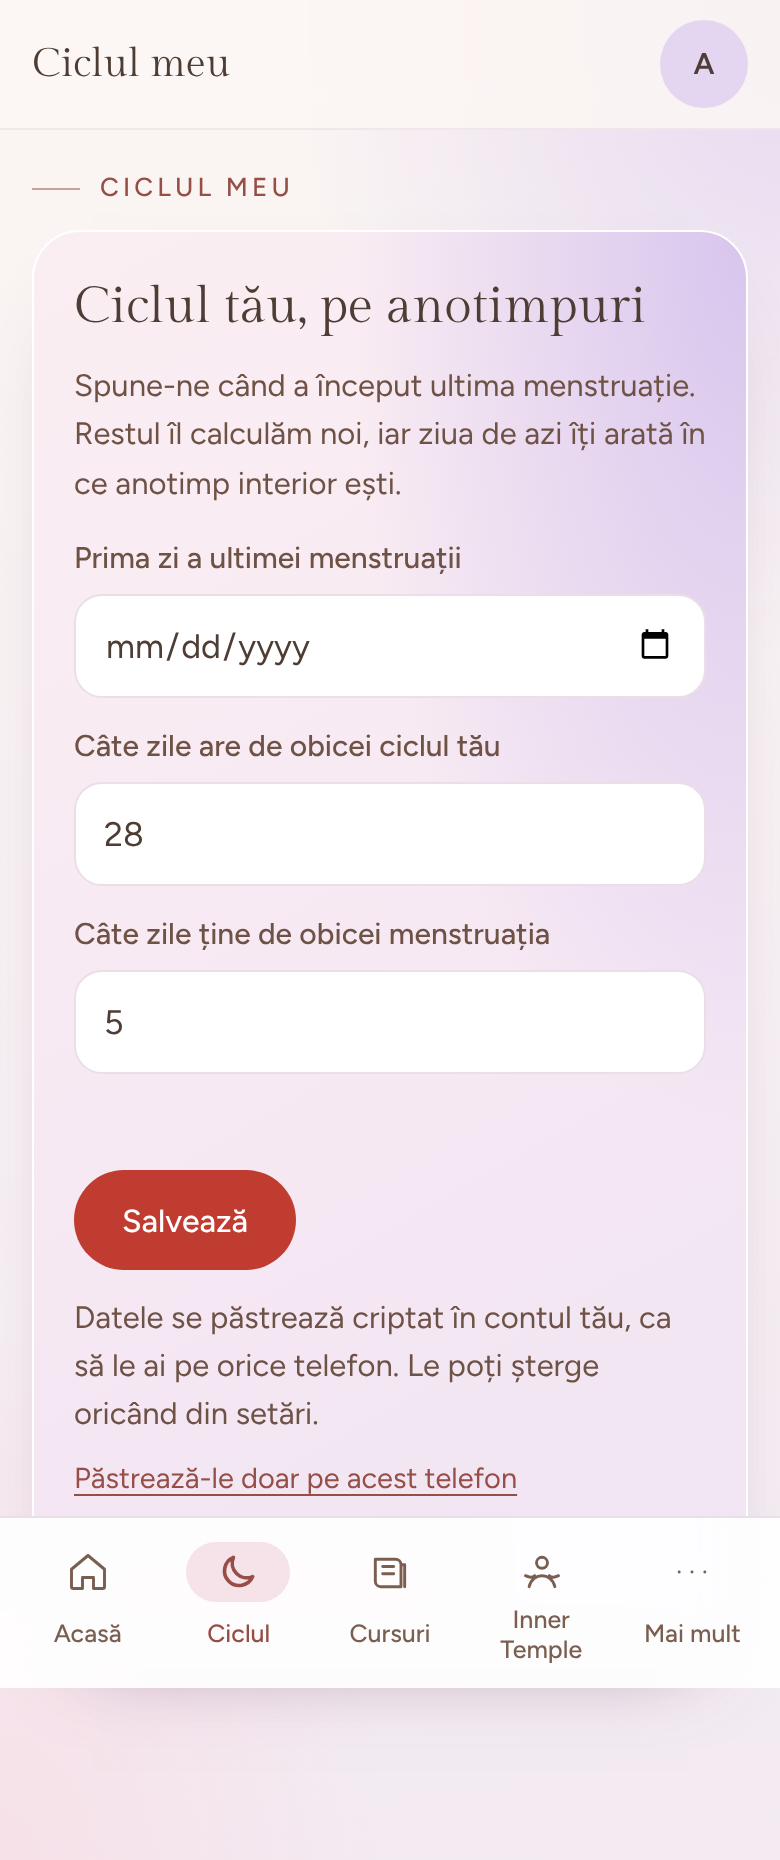 Ciclul meu
A
CICLUL MEU
Ciclul tău, pe anotimpuri
Spune-ne când a început ultima menstruație.
Restul îl calculăm noi, iar ziua de azi îți arată în
ce anotimp interior ești.
Prima zi a ultimei menstruații
mm/dd/yyyy
Câte zile are de obicei ciclul tău
28
Câte zile ține de obicei menstruația
5
Salvează
Datele se păstrează criptat în contul tău, ca
să le ai pe orice telefon. Le poți șterge
oricând din setări.
Păstrează-le doar pe acest telefon
Acasă
Ciclul
Cursuri
Inner
Temple
Mai mult